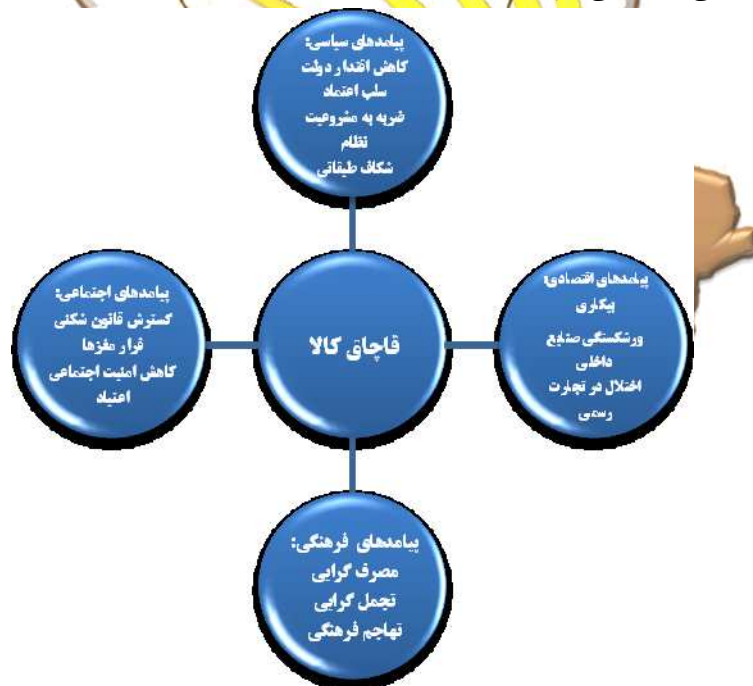 پیامدهای سیاسی:
کاهش اقتدار دولت
سلب اعتماد
ضربه به مشروعیت
نظام
شکاف طبقاتی
پیامدهای اقتصادی:
بیکاری
ورشکستگی صنایع
داخلی
اختلال در تجارت
رسمی
قاچاق کالا
پیامدهای اجتماعی:
گسترش قانون شکنی
فرار مغزها
کاهش امنیت اجتماعی
اعتیاد
پیامدهای فرهنگی:
مصرف گرایی
تجمل گرایی
تهاجم فرهنگی